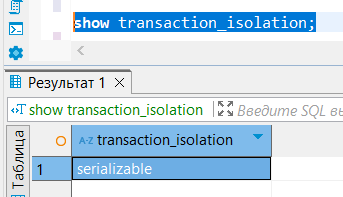 show transaction_isolation;
Результат 1
show transaction_isolation
Введите SQL вы
Таблица
A-Z transaction_isolation
1
serializable